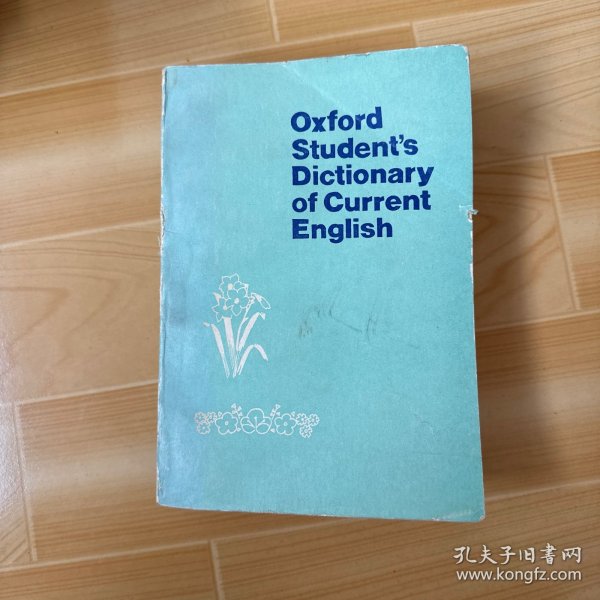 Oxford
Student's
Dictionary
of Current
English
孔夫子旧书网
www.kongfz.com